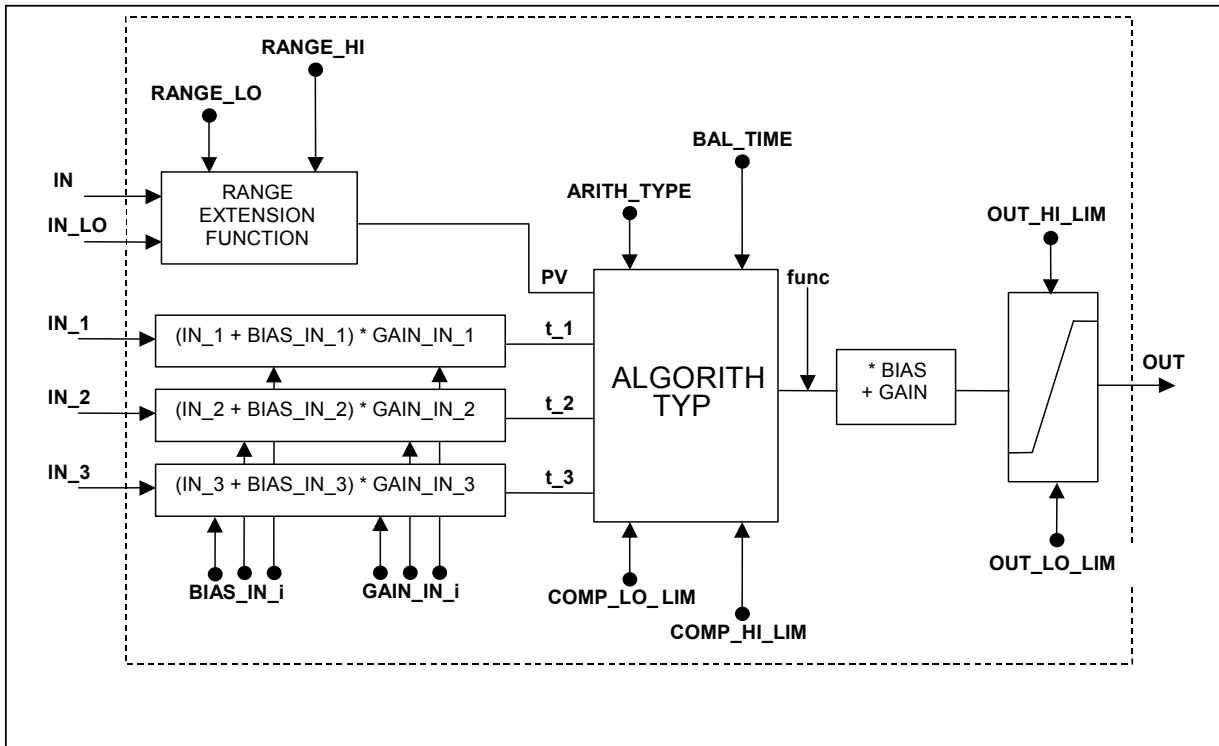 RANGE_HI
RANGE_LO
BAL_TIME
IN
RANGE
EXTENSION
FUNCTION
ARITH_TYPE
IN_LO
OUT_HI_LIM
PV
func
IN_1
(IN_1 + BIAS_IN_1) * GAIN_IN_1
t_1
ALGORITH
TYP
* BIAS
+ GAIN
OUT
IN_2
(IN_2 + BIAS_IN_2) * GAIN_IN_2
t_2
IN_3
(IN_3 + BIAS_IN_3) * GAIN_IN_3
t_3
OUT_LO_LIM
BIAS_IN_i
GAIN_IN_i
COMP_LO_LIM
COMP_HI_LIM